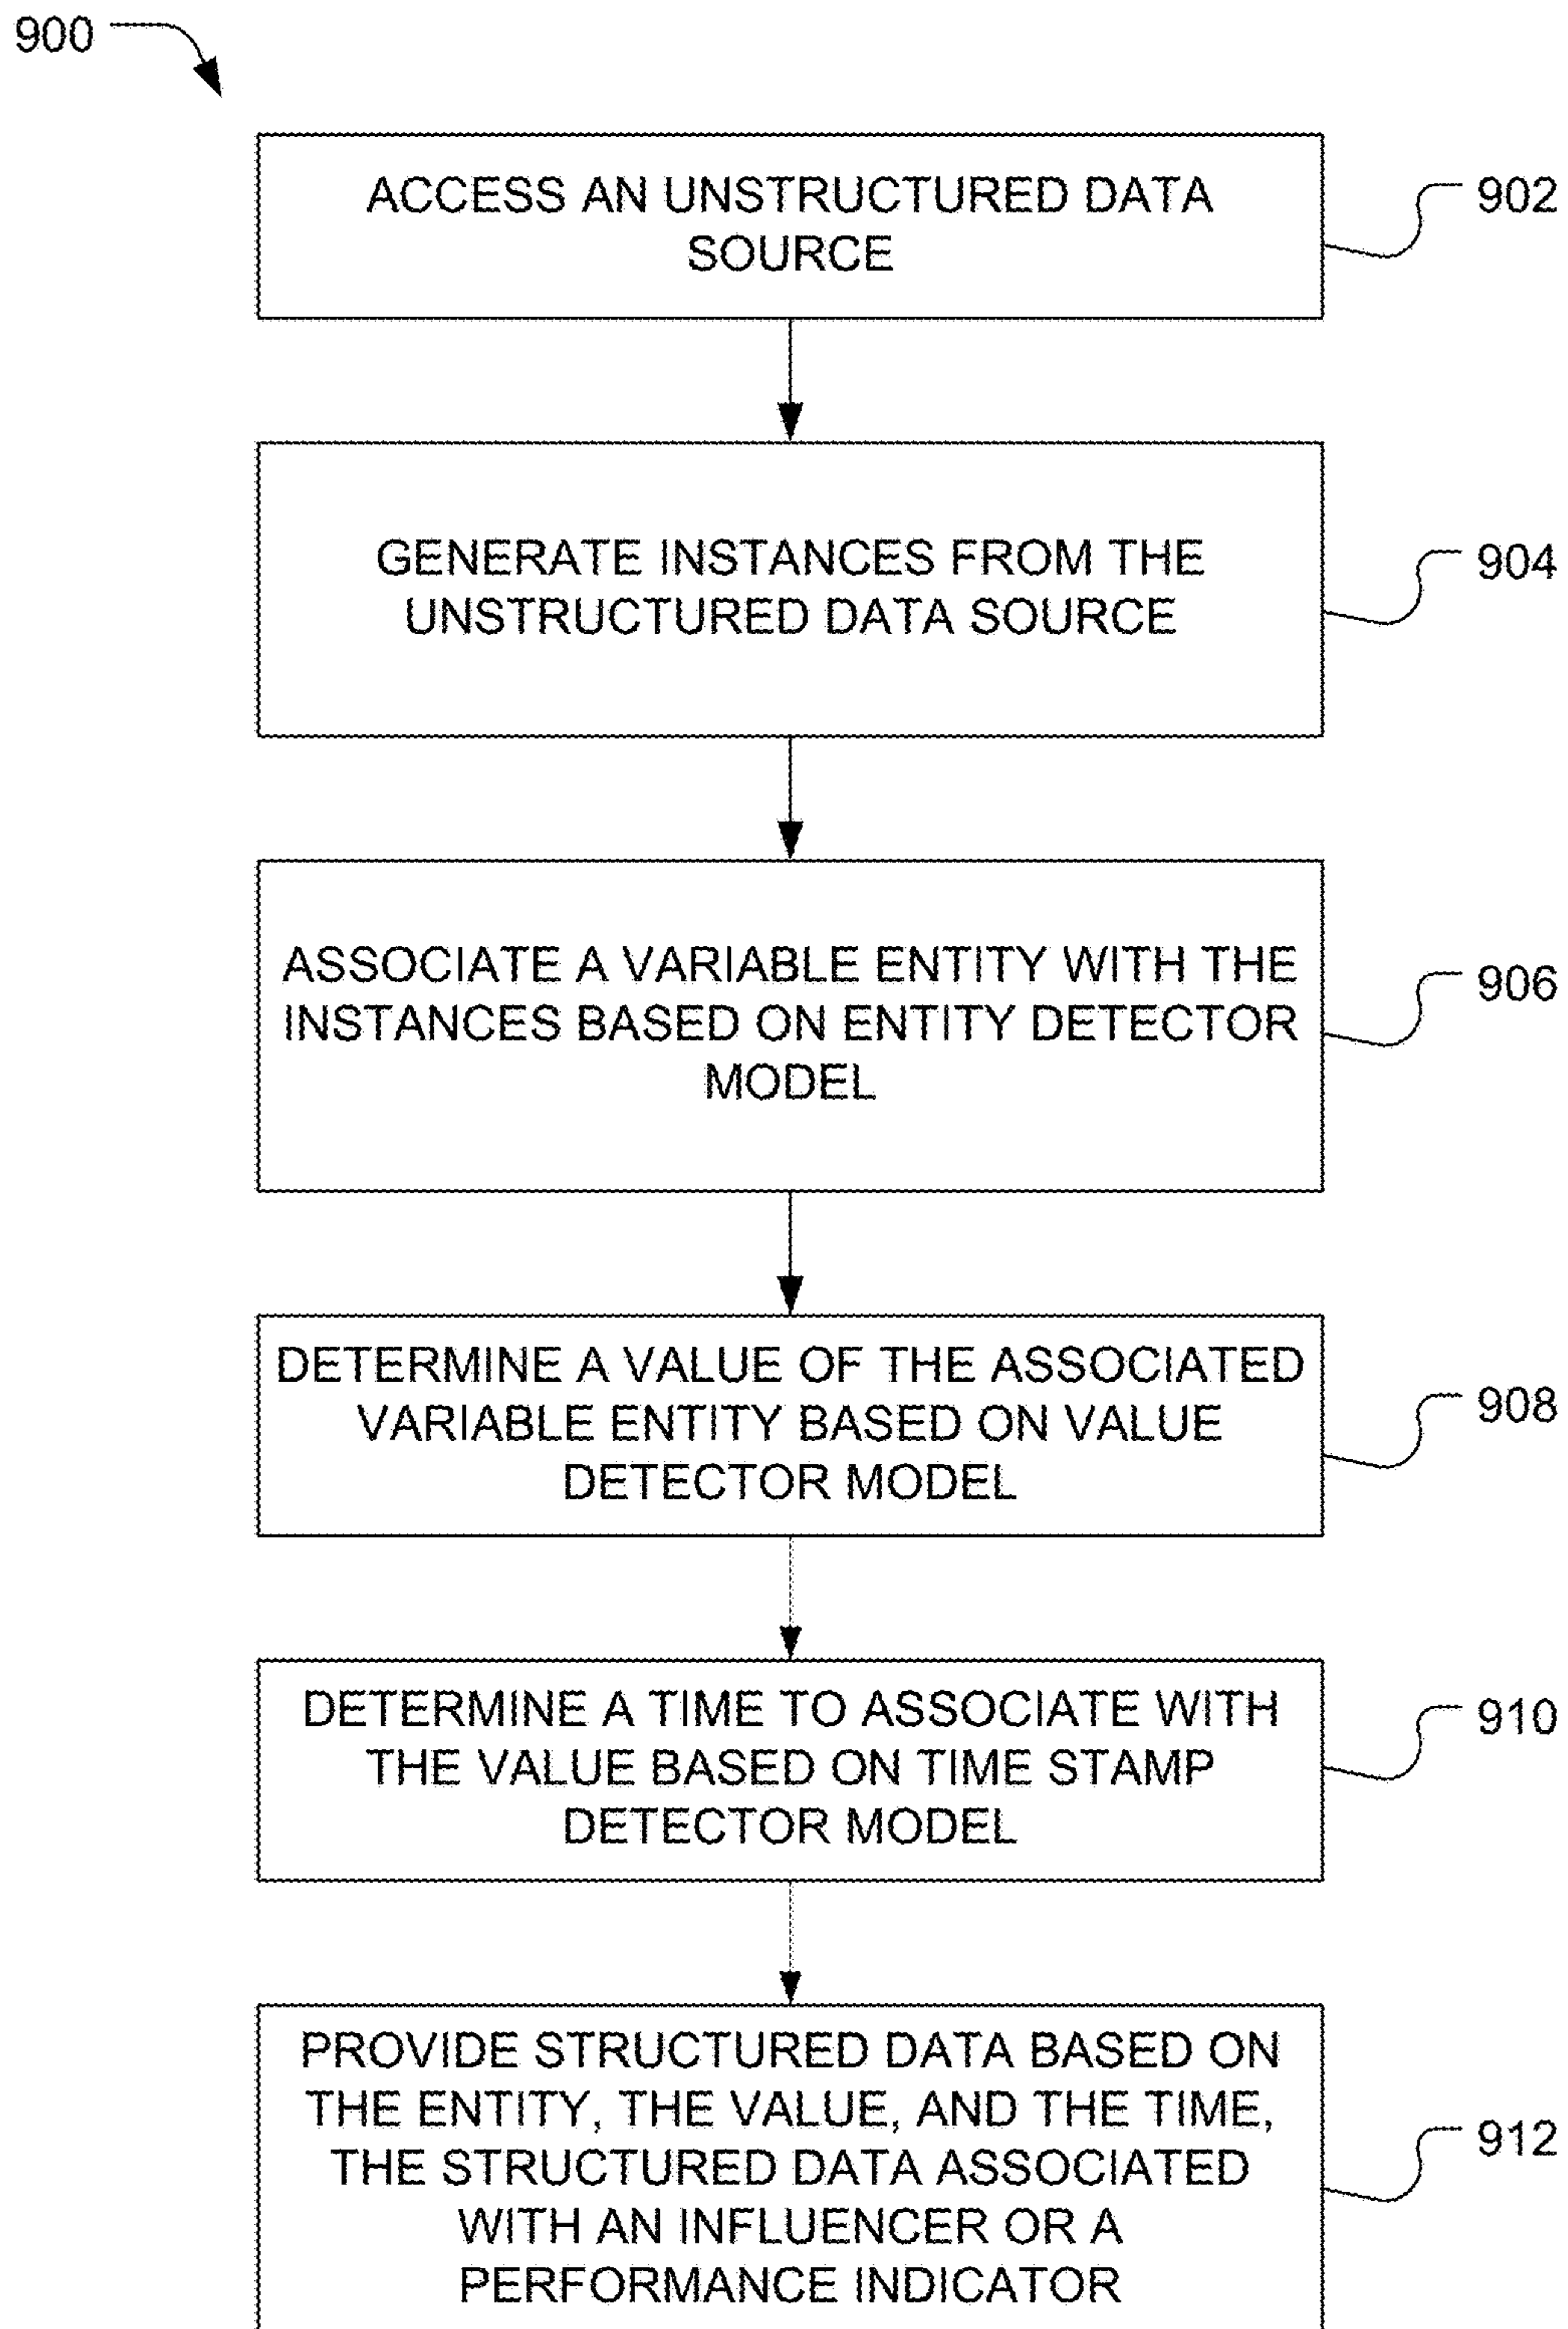 900
ACCESS AN UNSTRUCTURED DATA
SOURCE
902
GENERATE INSTANCES FROM THE
UNSTRUCTURED DATA SOURCE
904
ASSOCIATE A VARIABLE ENTITY WITH THE
INSTANCES BASED ON ENTITY DETECTOR
MODEL
906
DETERMINE A VALUE OF THE ASSOCIATED
VARIABLE ENTITY BASED ON VALUE
DETECTOR MODEL
908
DETERMINE A TIME TO ASSOCIATE WITH
THE VALUE BASED ON TIME STAMP
DETECTOR MODEL
910
PROVIDE STRUCTURED DATA BASED ON
THE ENTITY, THE VALUE, AND THE TIME,
THE STRUCTURED DATA ASSOCIATED
WITH AN INFLUENCER OR A
PERFORMANCE INDICATOR
912